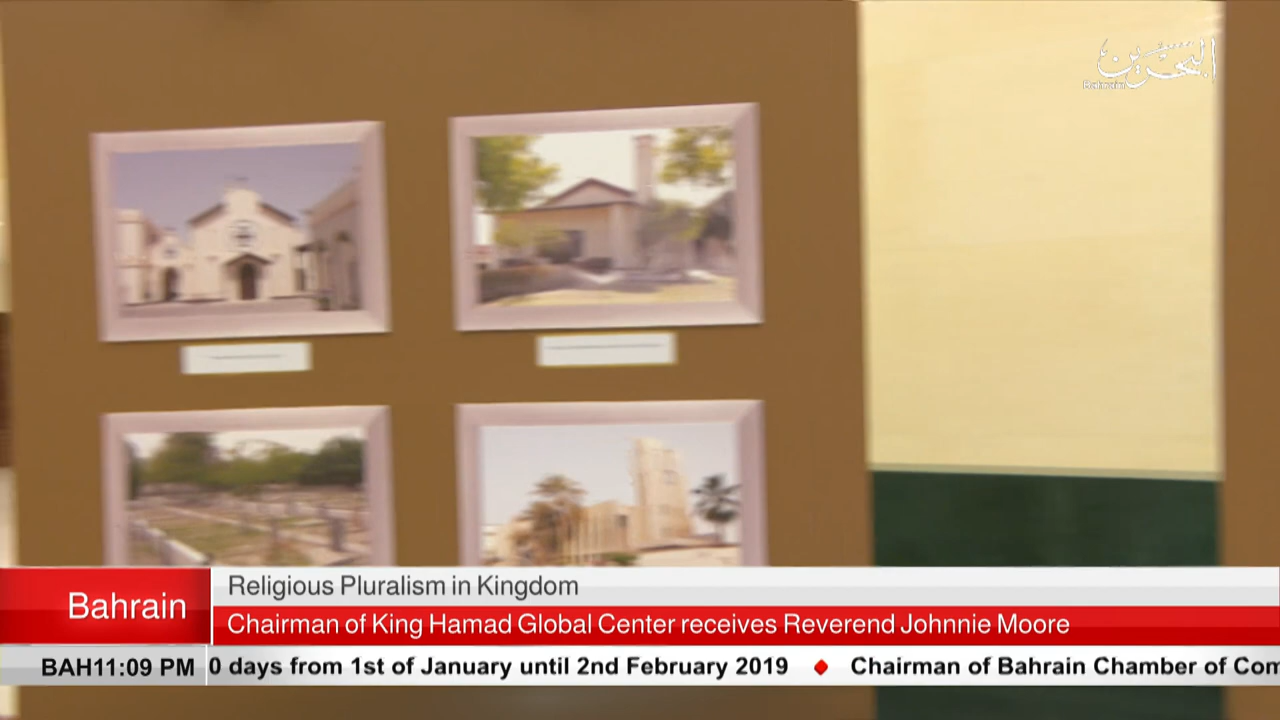 البحرين
Bahrain
Religious Pluralism in Kingdom
Bahrain
Chairman of King Hamad Global Center receives Reverend Johnnie Moore
BAH11:09 PM 0 days from 1st of January until 2nd February 2019 Chairman of Bahrain Chamber of Com